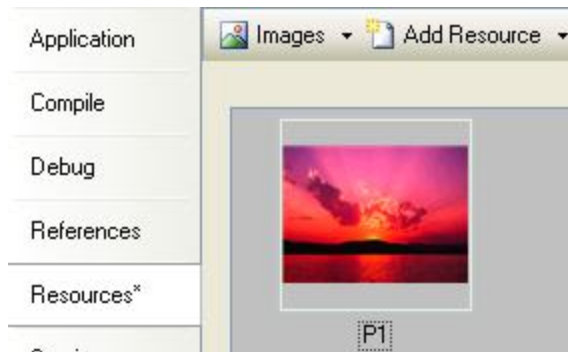 Application
Images
Add Resource
Compile
Debug
References
Resources*
P1